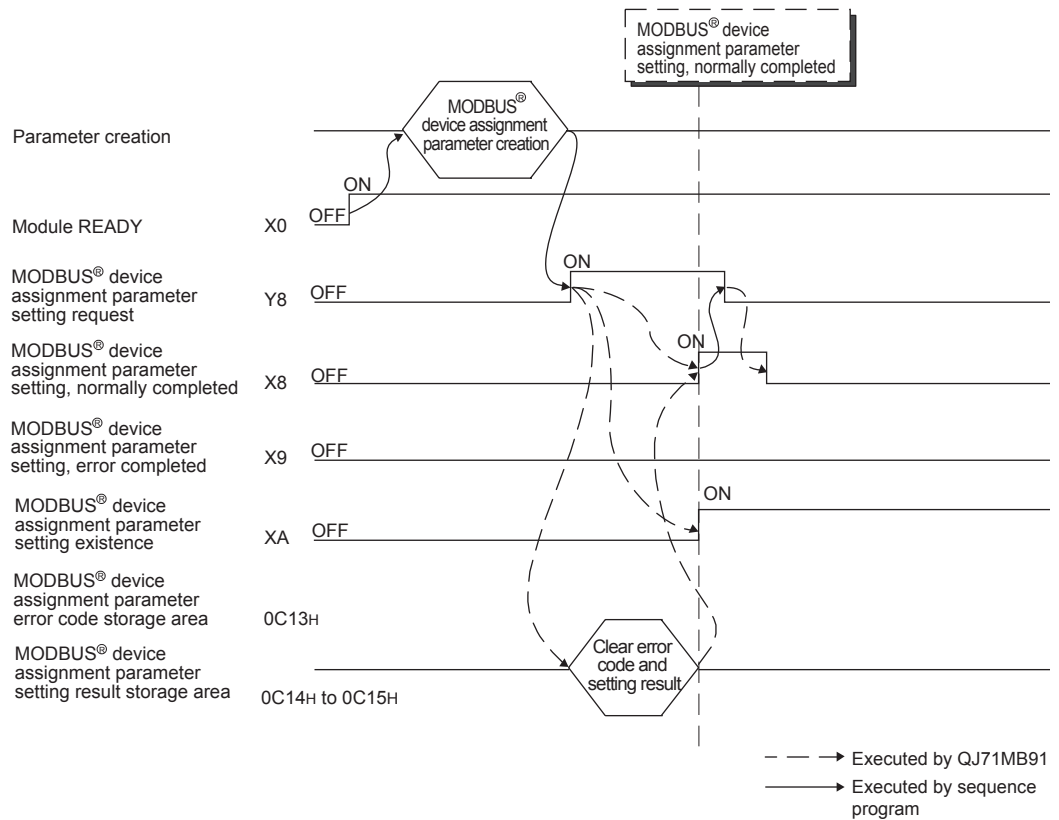 MODBUS® device
assignment parameter
setting, normally completed
MODBUS®
device assignment
parameter creation
Parameter creation
ON
Module READY X0 OFF
MODBUS® device
assignment parameter
setting request
Y8 OFF
ON
MODBUS® device
assignment parameter
setting, normally completed
X8 OFF
ON
MODBUS® device
assignment parameter
setting, error completed
X9 OFF
MODBUS® device
assignment parameter
setting existence
XA OFF
ON
MODBUS® device
assignment parameter
error code storage area
0C13H
MODBUS® device
assignment parameter
setting result storage area
0C14H to 0C15H
Clear error
code and
setting result
Executed by QJ71MB91
Executed by sequence
program